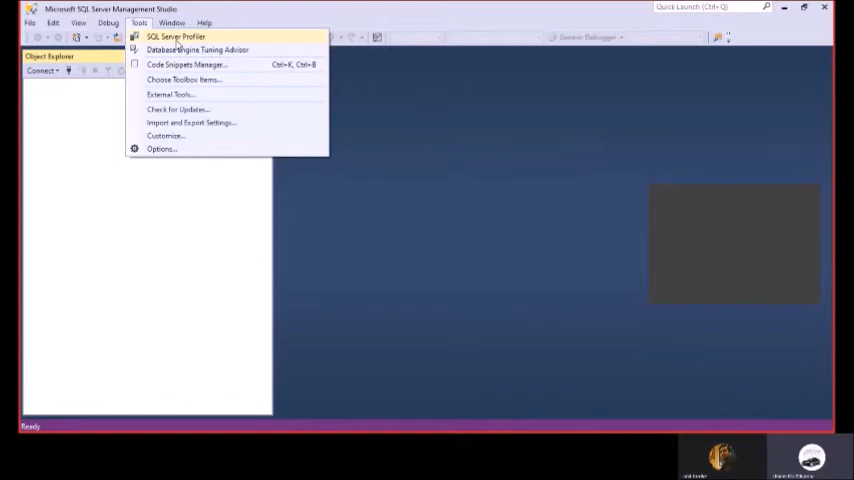 Microsoft SQL Server Management Studio
Quick Launch (Ctrl+Q)
File Edit View Debug Tools Window Help
SQL Server Profiler
Generic Debugger
Database Engine Tuning Advisor
Object Explorer
Code Snippets Manager... Ctrl+K, Ctrl+B
Connect
Choose Toolbox Items...
External Tools...
Check for Updates...
Import and Export Settings...
Customize...
Options...
Ready